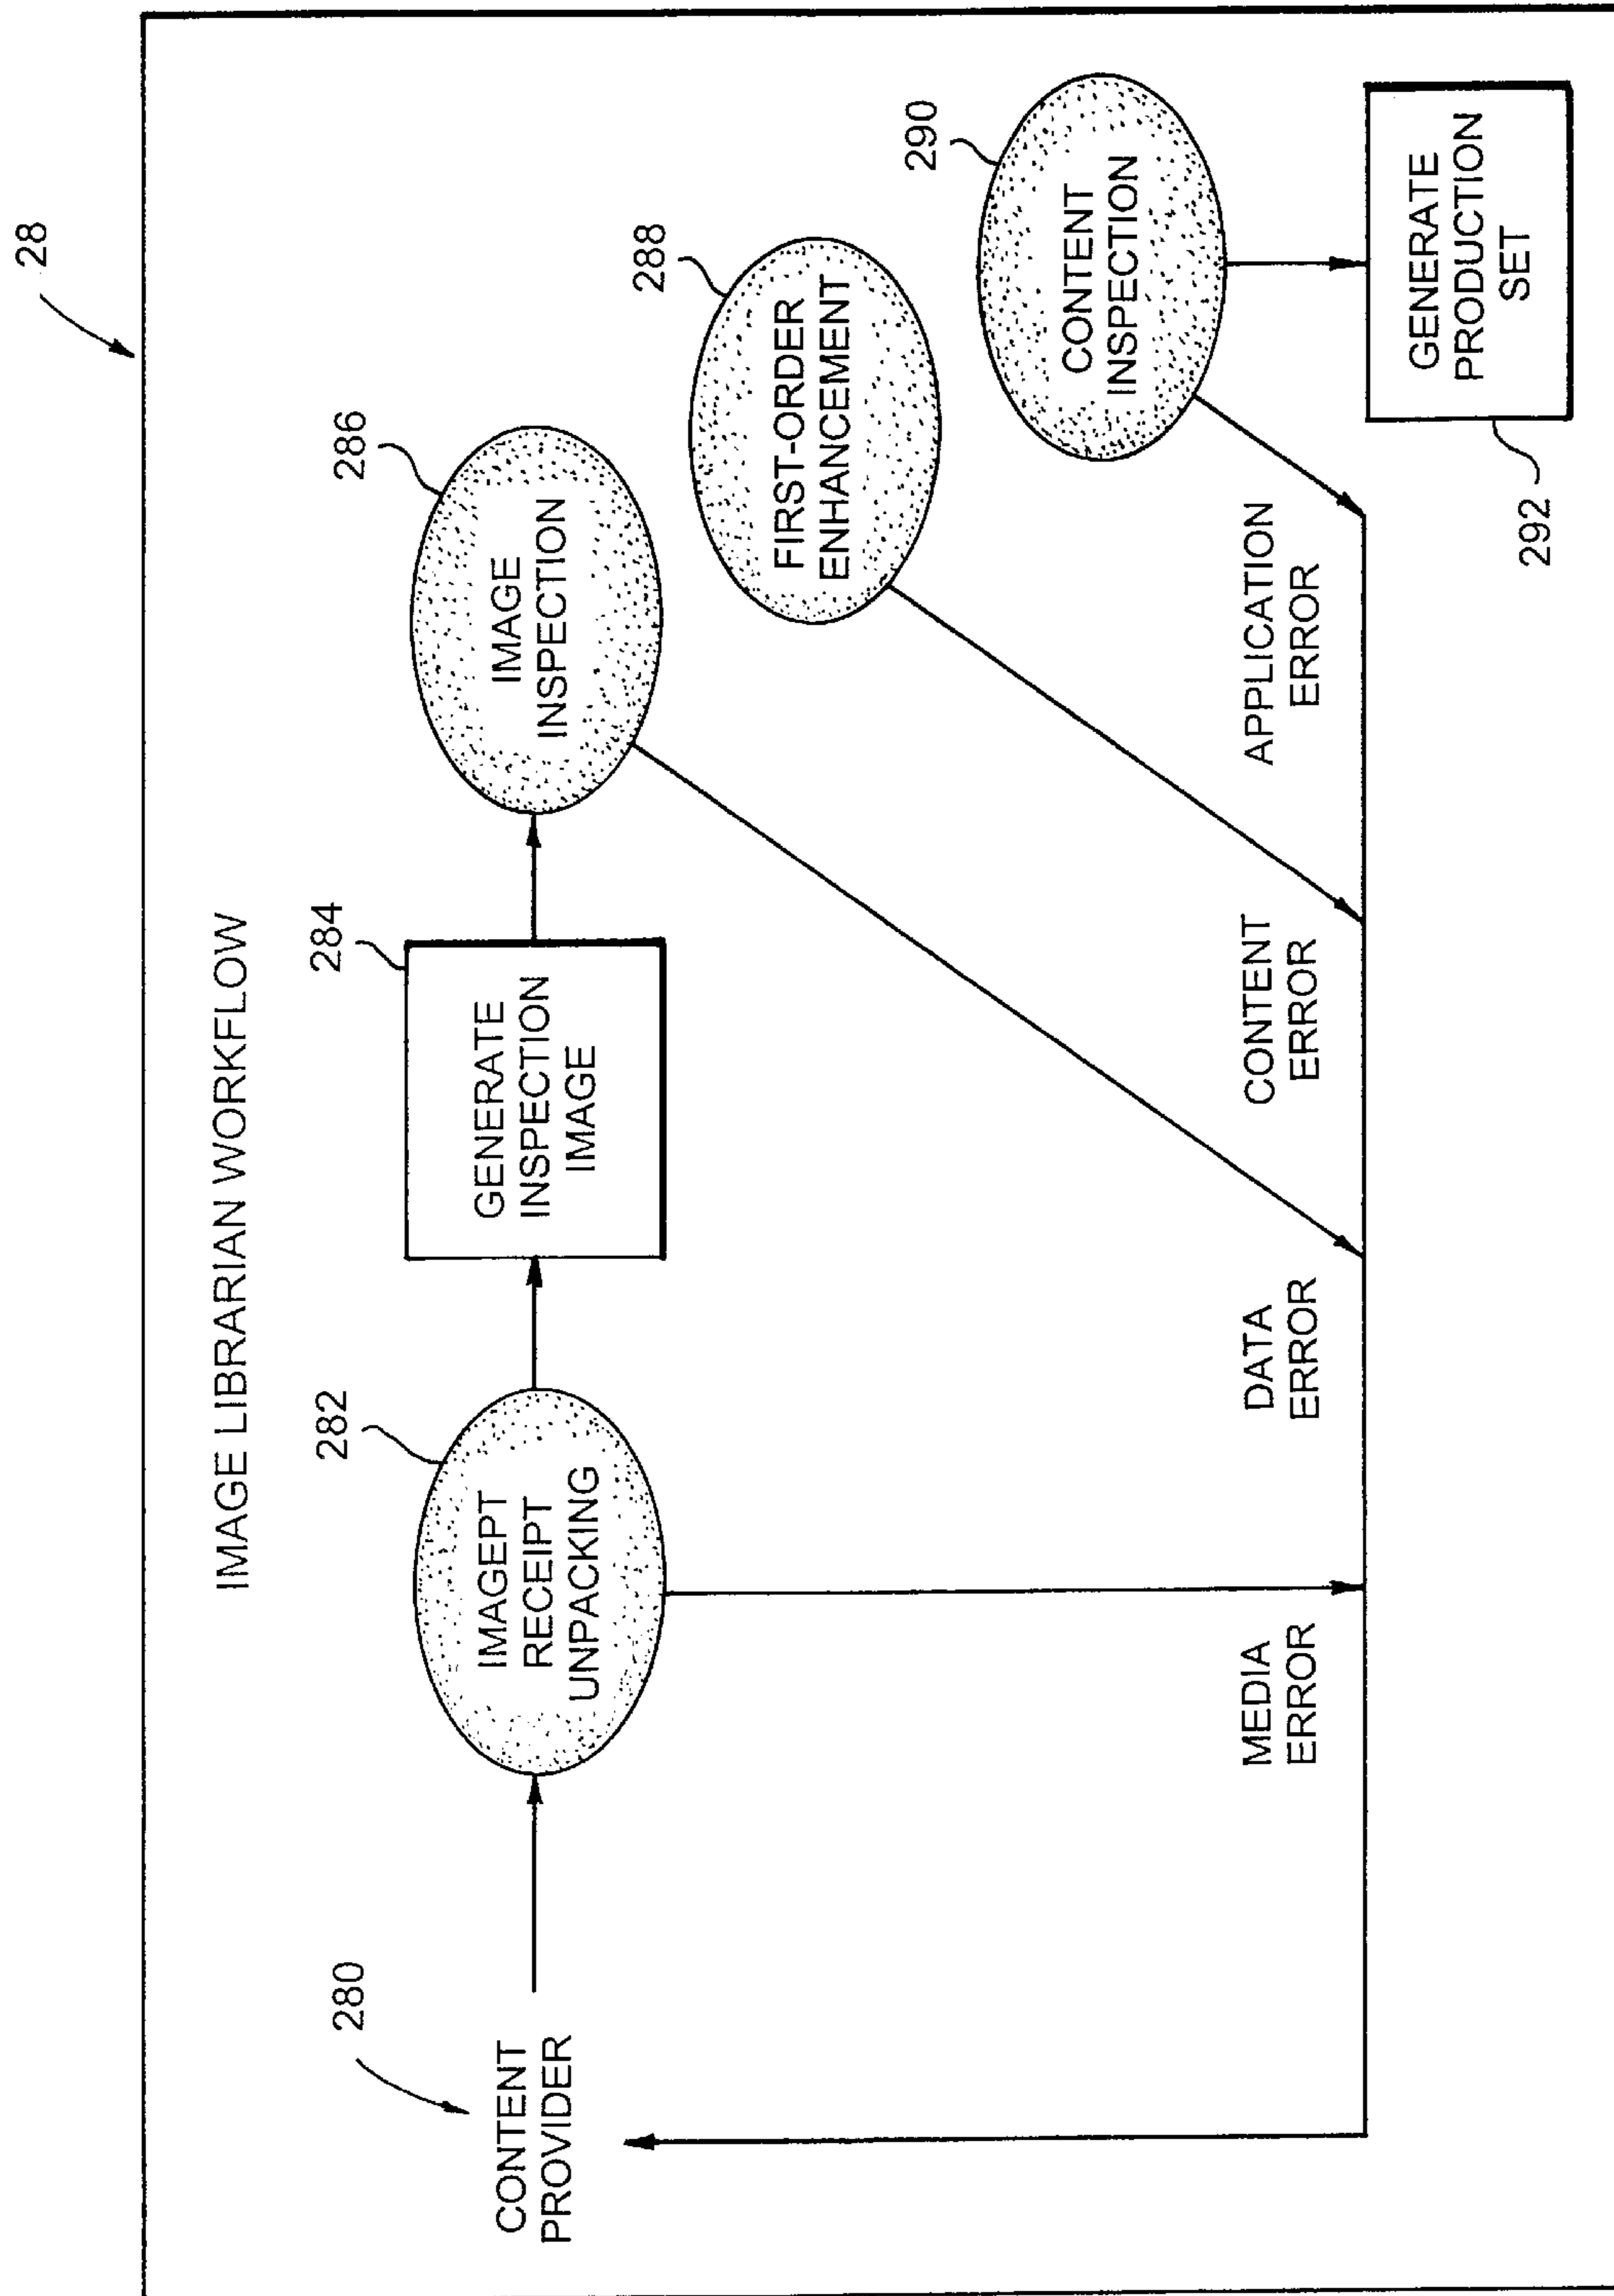 28
IMAGE LIBRARIAN WORKFLOW
280
CONTENT
PROVIDER
282
IMAGEPT
RECEIPT
UNPACKING
284
GENERATE
INSPECTION
IMAGE
286
IMAGE
INSPECTION
288
FIRST-ORDER
ENHANCEMENT
290
CONTENT
INSPECTION
MEDIA
ERROR
DATA
ERROR
CONTENT
ERROR
APPLICATION
ERROR
GENERATE
PRODUCTION
SET
292